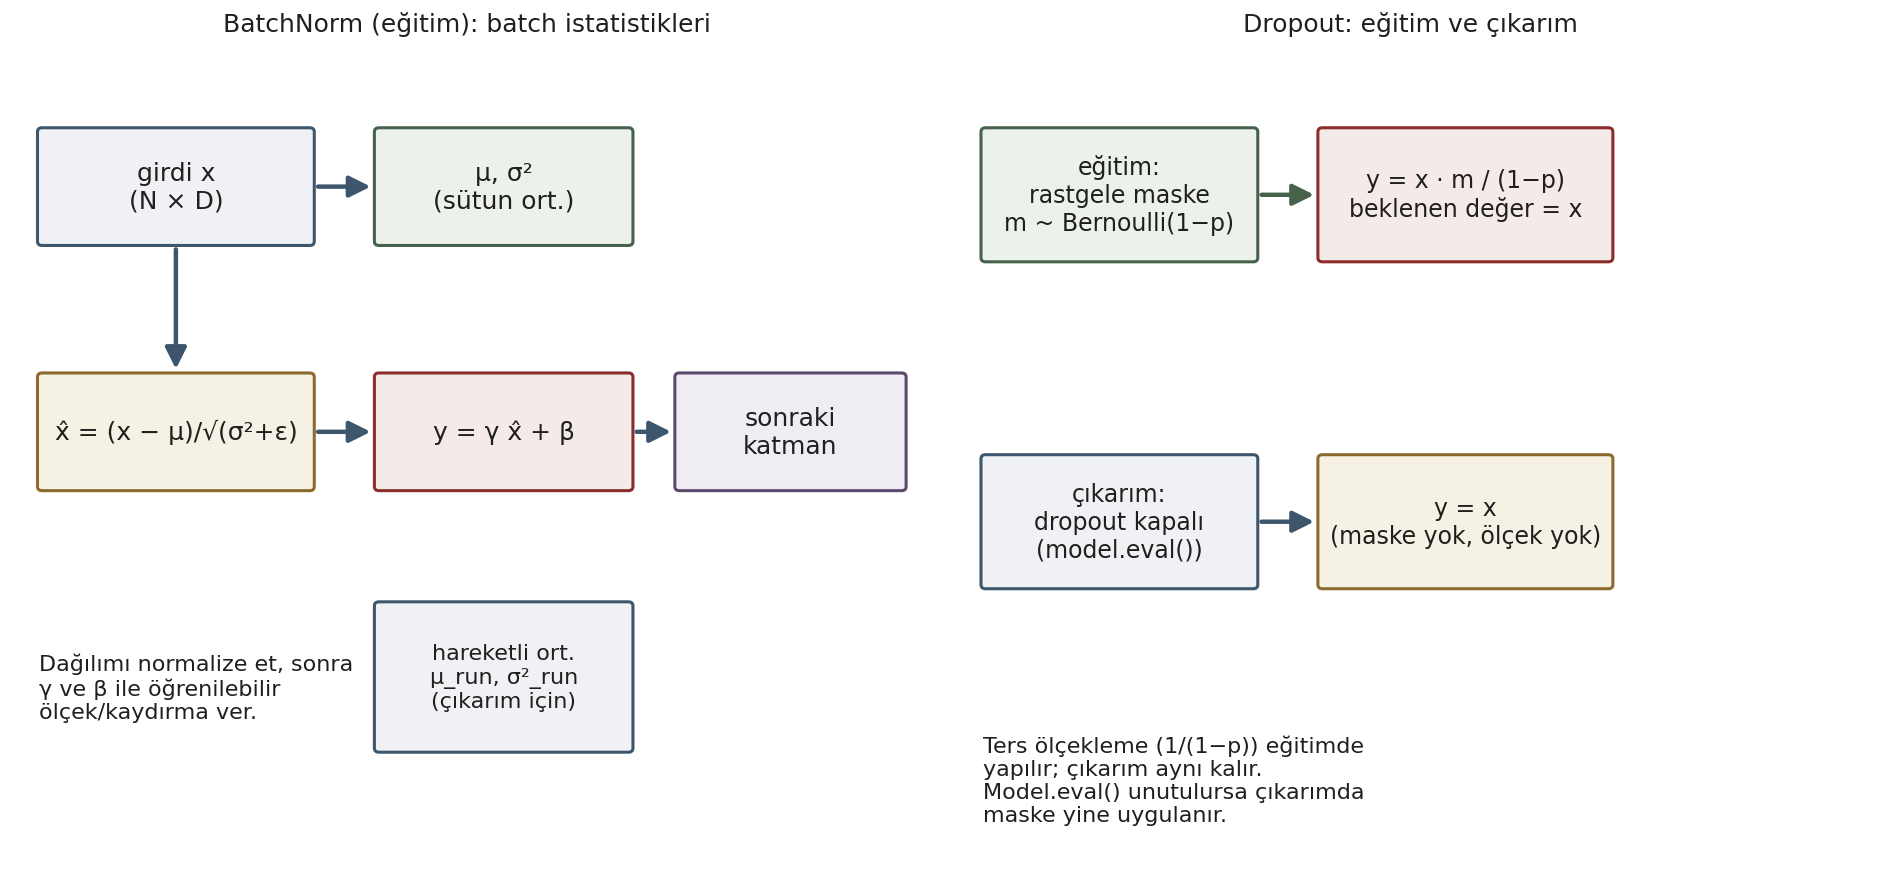 BatchNorm (eğitim): batch istatistikleri
girdi x
(N × D)
μ, σ²
(sütun ort.)
x̂ = (x − μ)/√(σ²+ε)
y = γ x̂ + β
sonraki
katman
Dağılımı normalize et, sonra
γ ve β ile öğrenilebilir
ölçek/kaydırma ver.
hareketli ort.
μ_run, σ²_run
(çıkarım için)
Dropout: eğitim ve çıkarım
eğitim:
rastgele maske
m ~ Bernoulli(1−p)
y = x · m / (1−p)
beklenen değer = x
çıkarım:
dropout kapalı
(model.eval())
y = x
(maske yok, ölçek yok)
Ters ölçekleme (1/(1−p)) eğitimde
yapılır; çıkarım aynı kalır.
Model.eval() unutulursa çıkarımda
maske yine uygulanır.